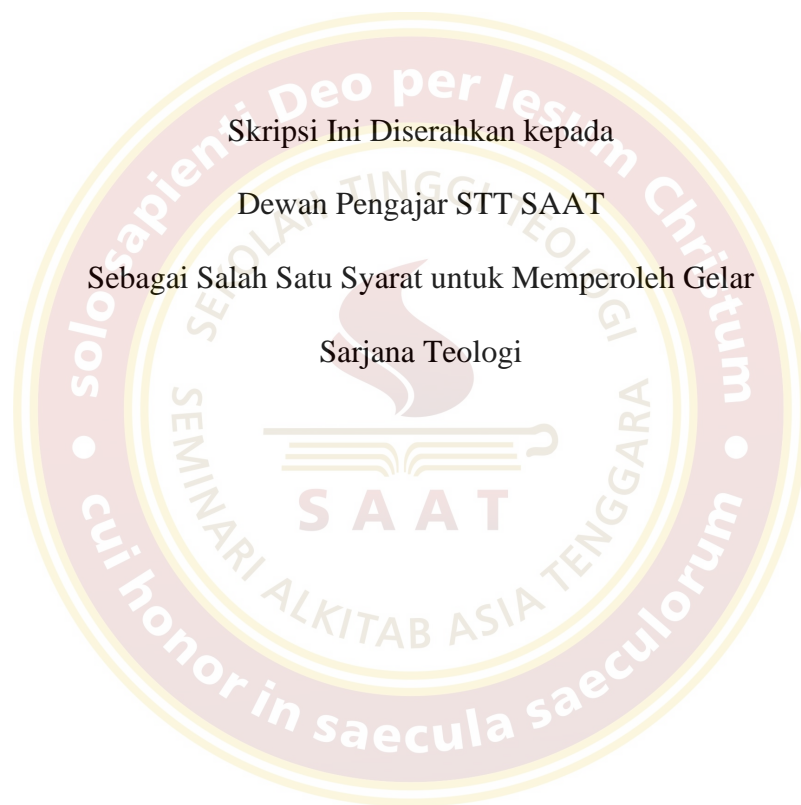 Skripsi Ini Diserahkan kepada
Dewan Pengajar STT SAAT
Sebagai Salah Satu Syarat untuk Memperoleh Gelar
Sarjana Teologi
solo sapienti Deo per Iesum Christum
SEKOLAH TINGGI TEOLOGI
SAAT
SEMINARI ALKITAB ASIA TENGGARA
cui honor in saecula saeculorum